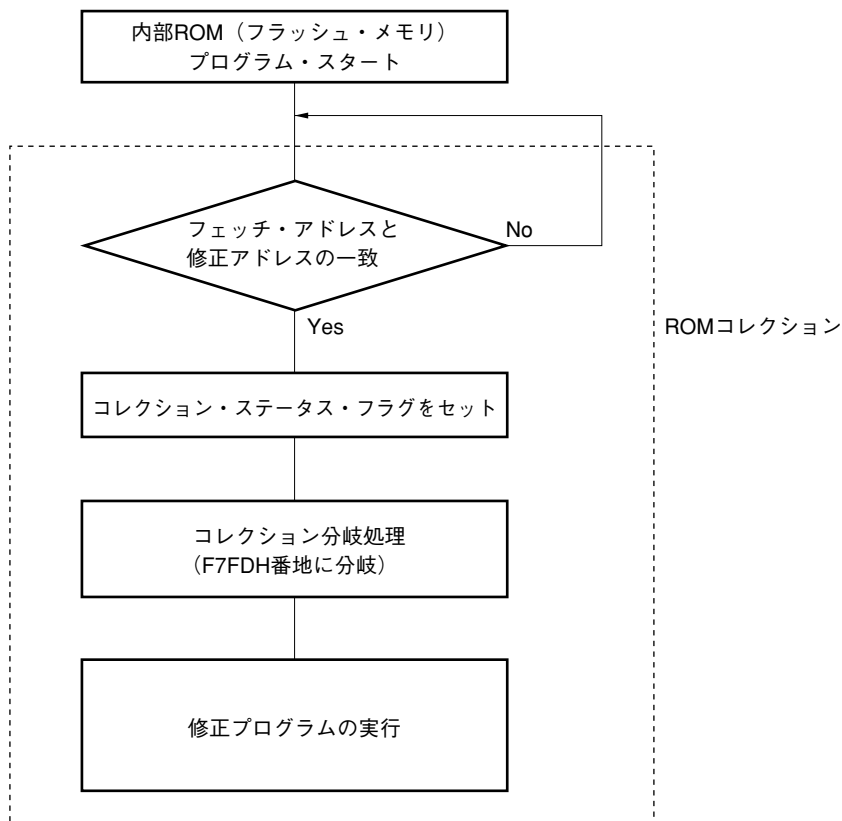 内部ROM（フラッシュ・メモリ）
プログラム・スタート
フェッチ・アドレスと
修正アドレスの一致
No
Yes
ROMコレクション
コレクション・ステータス・フラグをセット
コレクション分岐処理
（F7FDH番地に分岐）
修正プログラムの実行